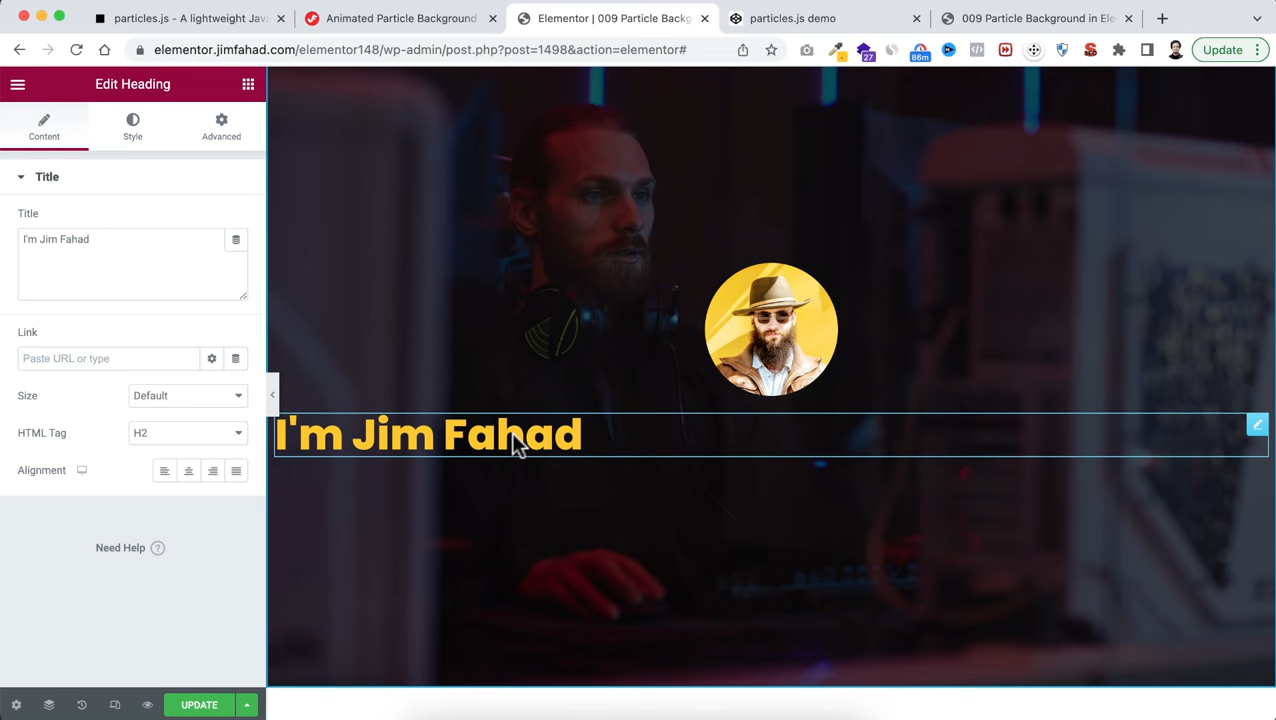 particles.js - A lightweight Jav
Animated Particle Background
Elementor | 009 Particle Backg
particles.js demo
009 Particle Background in Ele
elementor.jimfahad.com/elementor148/wp-admin/post.php?post=1498&action=elementor#
27
86m
Update
Edit Heading
Content
Style
Advanced
Title
Title
I'm Jim Fahad
Link
Paste URL or type
Size
Default
HTML Tag
H2
Alignment
Need Help ?
UPDATE
I'm Jim Fahad